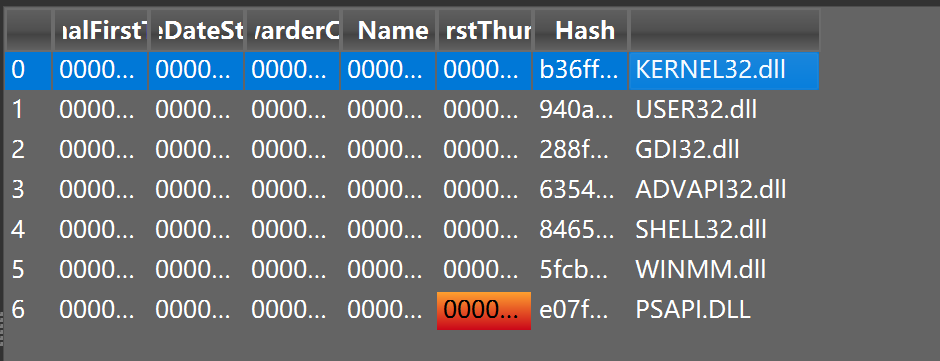 nalFirstT eDateSt varderC Name rstThur Hash
0 0000... 0000... 0000... 0000... 0000... b36ff... KERNEL32.dll
1 0000... 0000... 0000... 0000... 0000... 940a... USER32.dll
2 0000... 0000... 0000... 0000... 0000... 288f... GDI32.dll
3 0000... 0000... 0000... 0000... 0000... 6354... ADVAPI32.dll
4 0000... 0000... 0000... 0000... 0000... 8465... SHELL32.dll
5 0000... 0000... 0000... 0000... 0000... 5fcb... WINMM.dll
6 0000... 0000... 0000... 0000... 0000... e07f... PSAPI.DLL